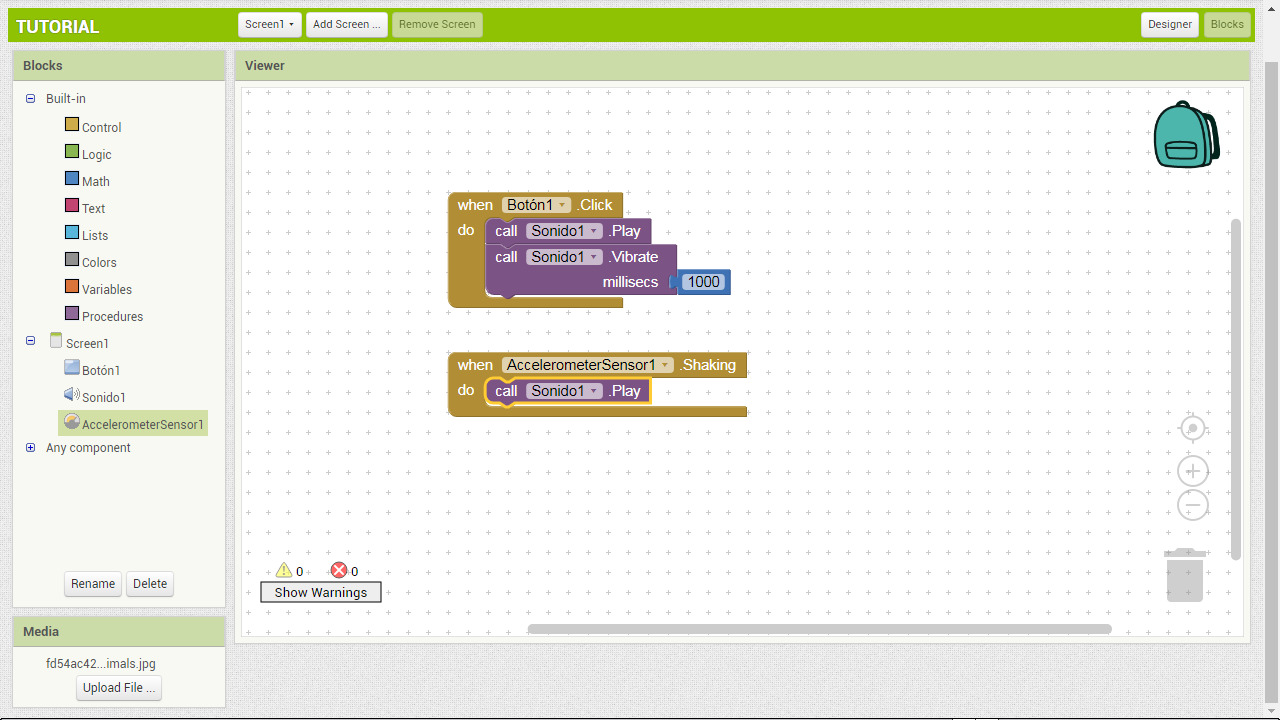 TUTORIAL
Screen1
Add Screen ...
Remove Screen
Designer
Blocks
Blocks
Built-in
Control
Logic
Math
Text
Lists
Colors
Variables
Procedures
Screen1
Botón1
Sonido1
AccelerometerSensor1
Any component
Rename
Delete
Media
fd54ac42...imals.jpg
Upload File ...
Viewer
when Botón1 .Click
do call Sonido1 .Play
call Sonido1 .Vibrate
millisecs 1000
when AccelerometerSensor1 .Shaking
do call Sonido1 .Play
0 0
Show Warnings